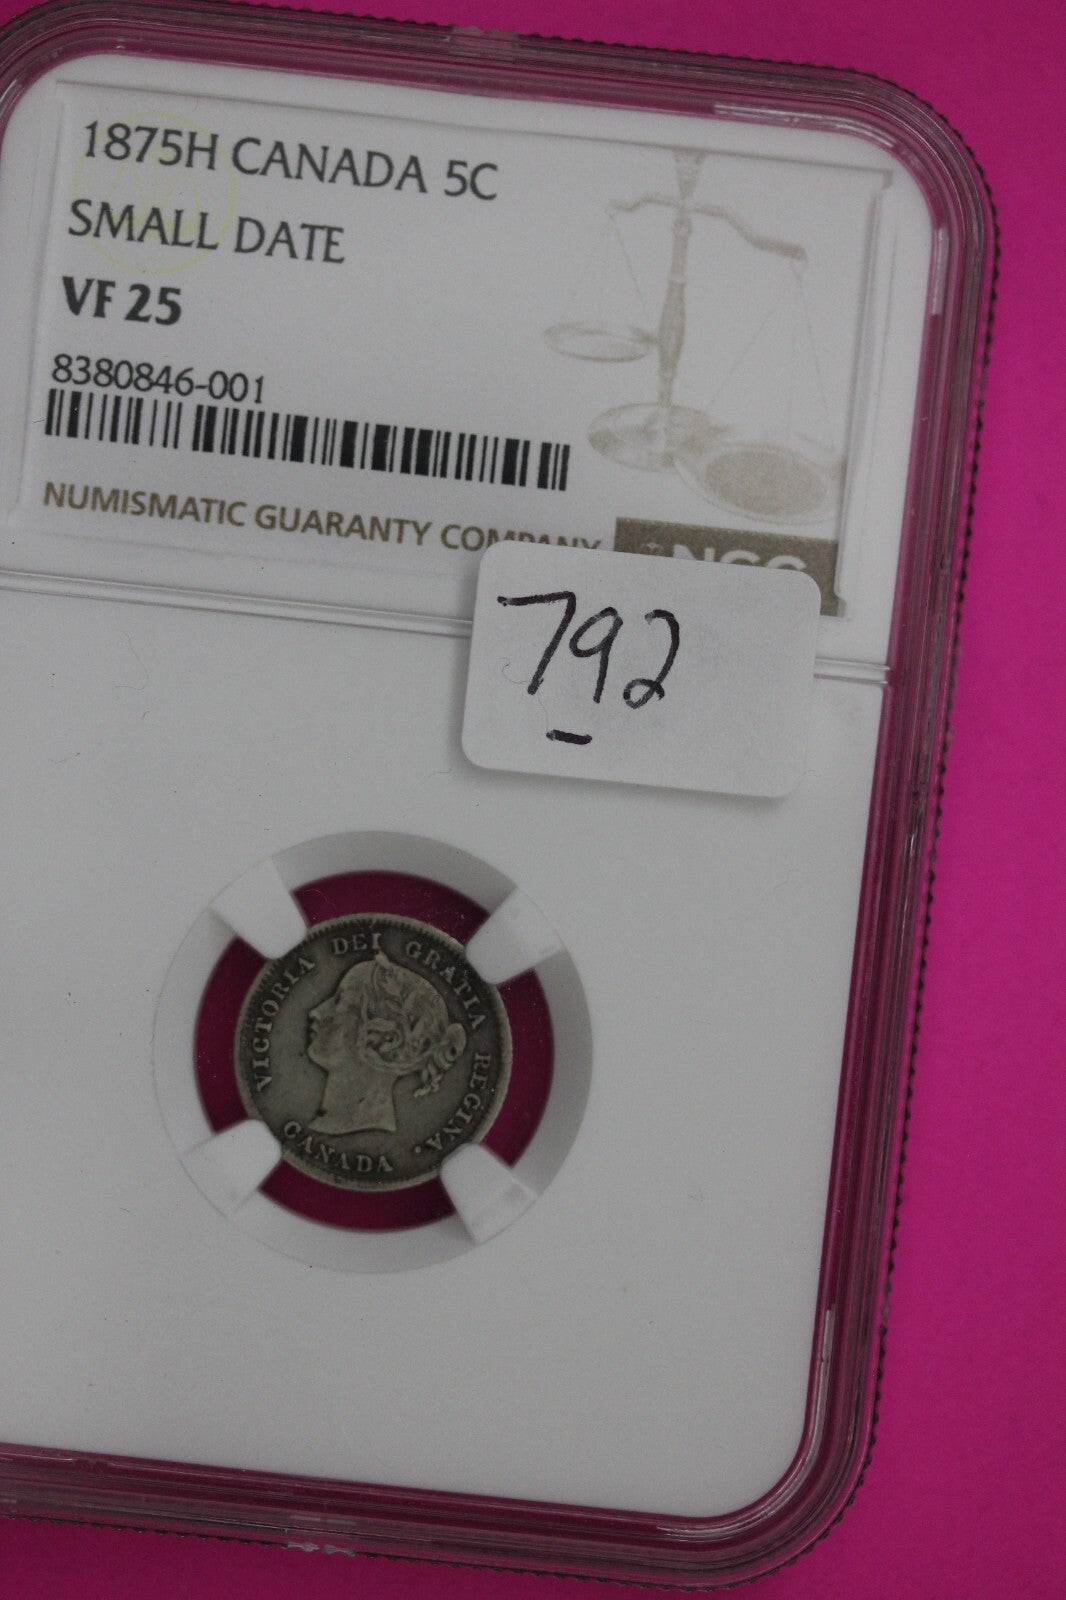 1875H CANADA 5C
SMALL DATE
VF 25
8380846-001
NUMISMATIC GUARANTY COMPANY
NGC
792
VICTORIA DEI GRATIA REGINA.
CANADA